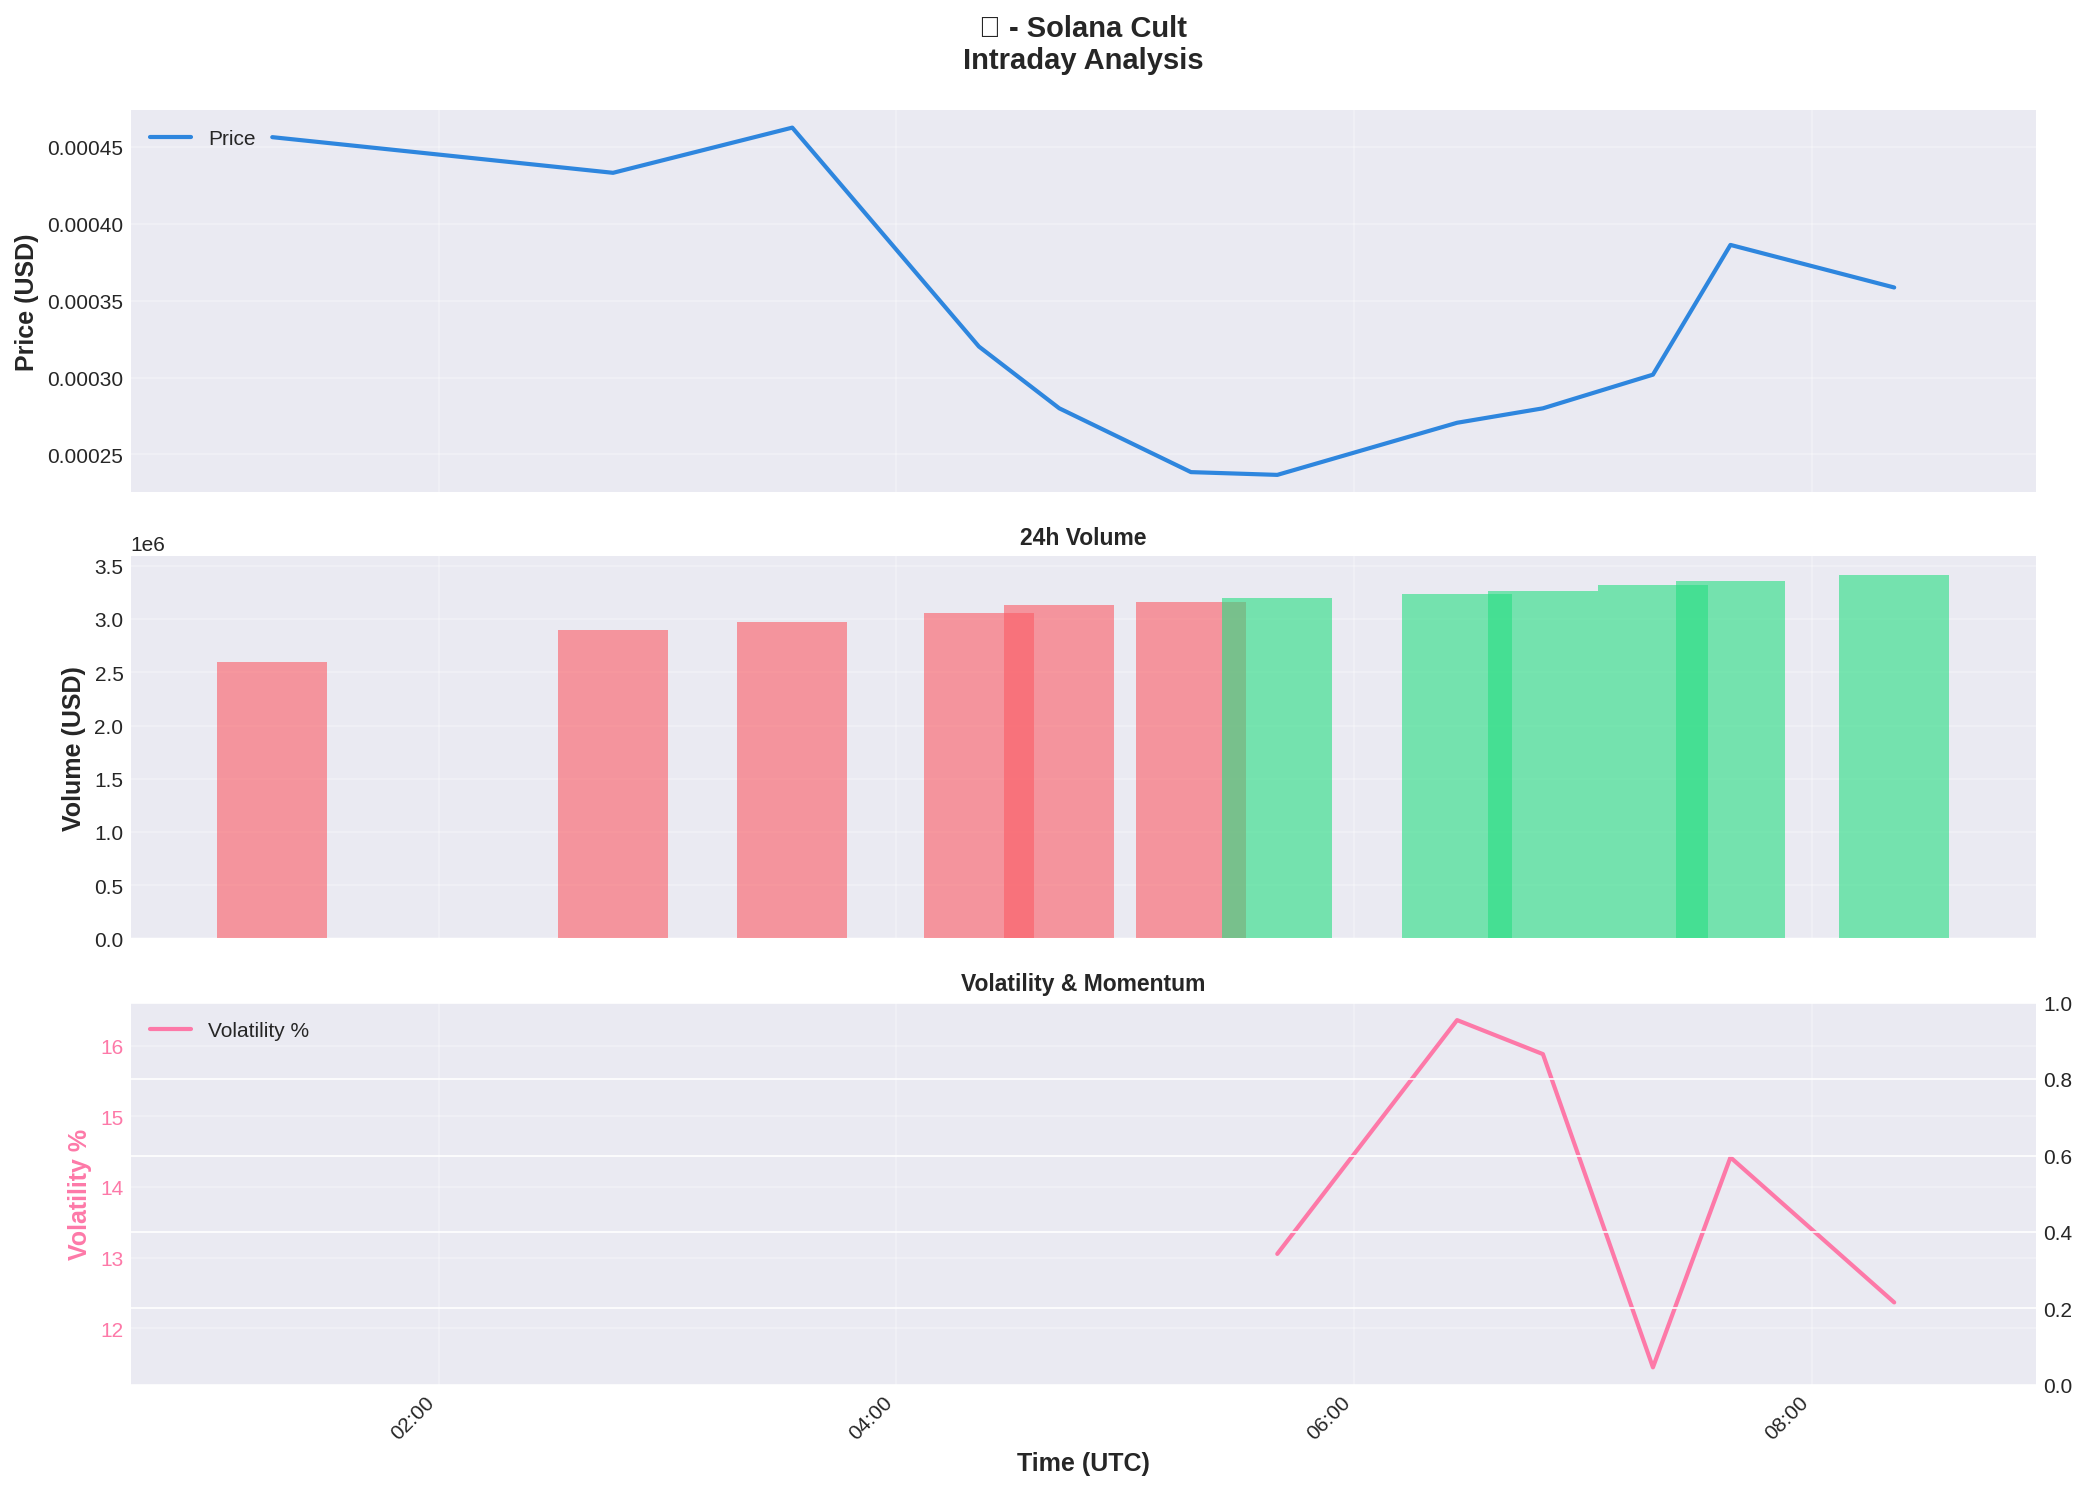 ▯ - Solana Cult
Intraday Analysis
Price
0.00045
0.00040
0.00035
0.00030
0.00025
Price (USD)
24h Volume
1e6
3.5
3.0
2.5
2.0
1.5
1.0
0.5
0.0
Volume (USD)
Volatility & Momentum
Volatility %
16
15
14
13
12
Volatility %
1.0
0.8
0.6
0.4
0.2
0.0
02:00
04:00
06:00
08:00
Time (UTC)